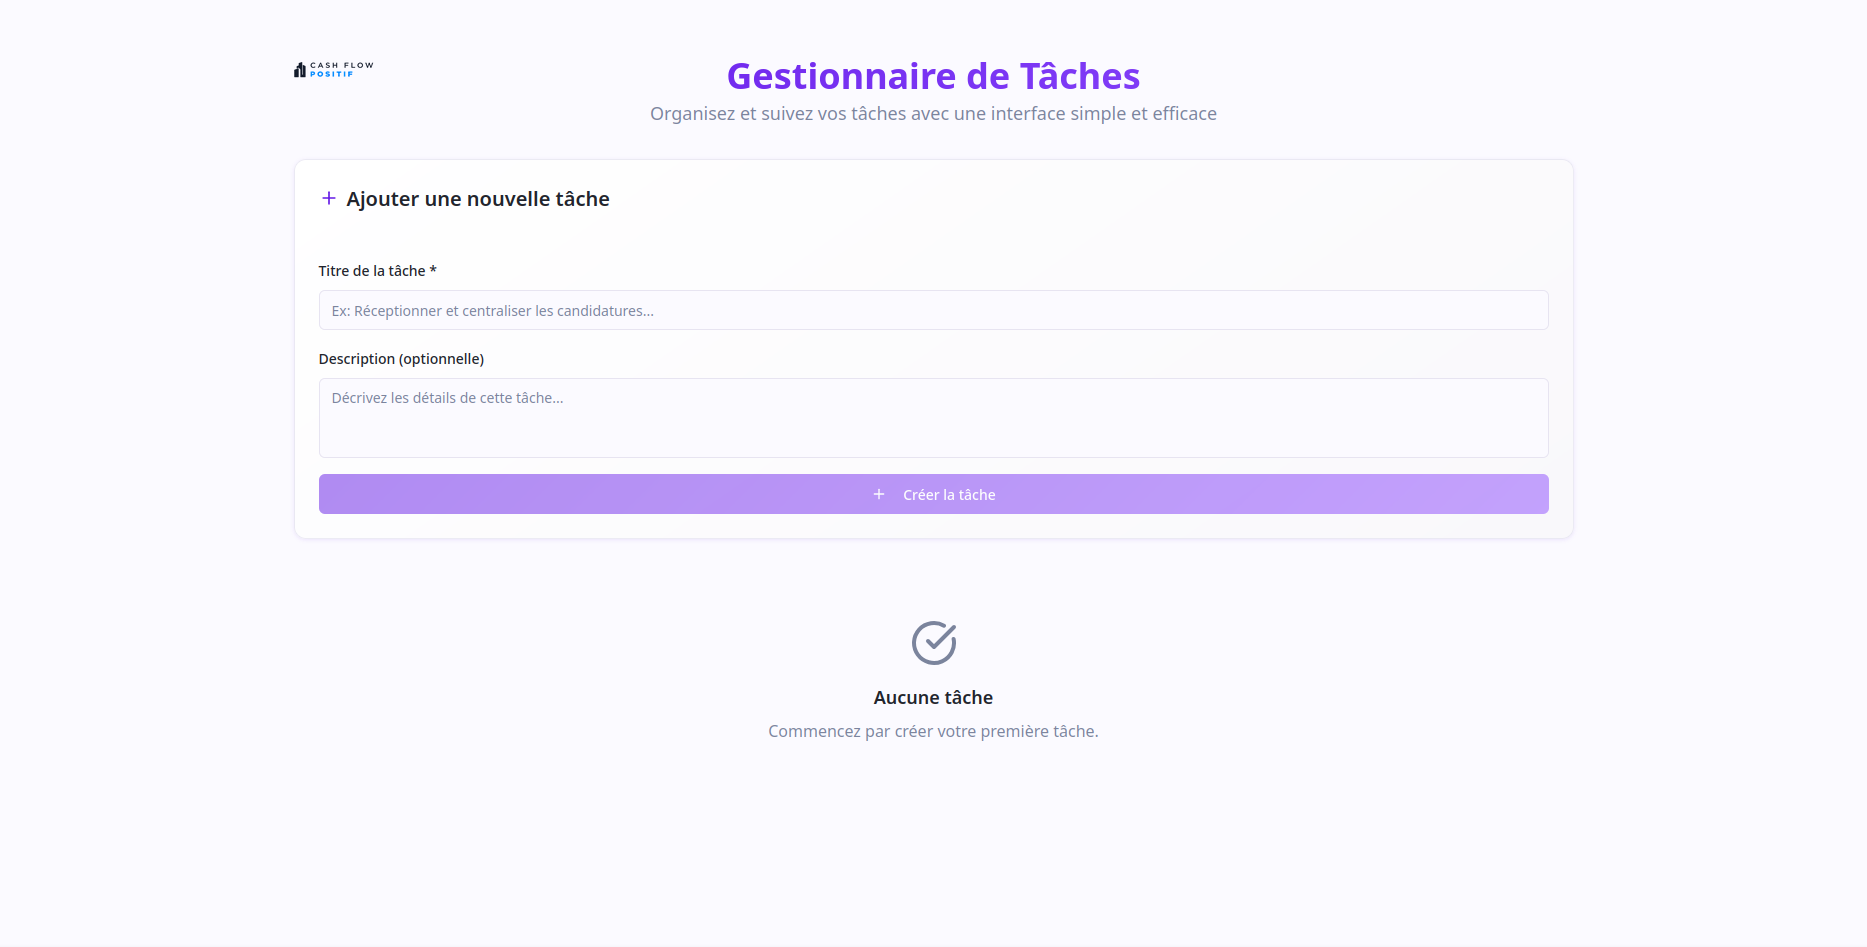 CASH FLOW
POSITIF
Gestionnaire de Tâches
Organisez et suivez vos tâches avec une interface simple et efficace
Ajouter une nouvelle tâche
Titre de la tâche *
Ex: Réceptionner et centraliser les candidatures...
Description (optionnelle)
Décrivez les détails de cette tâche...
Créer la tâche
Aucune tâche
Commencez par créer votre première tâche.